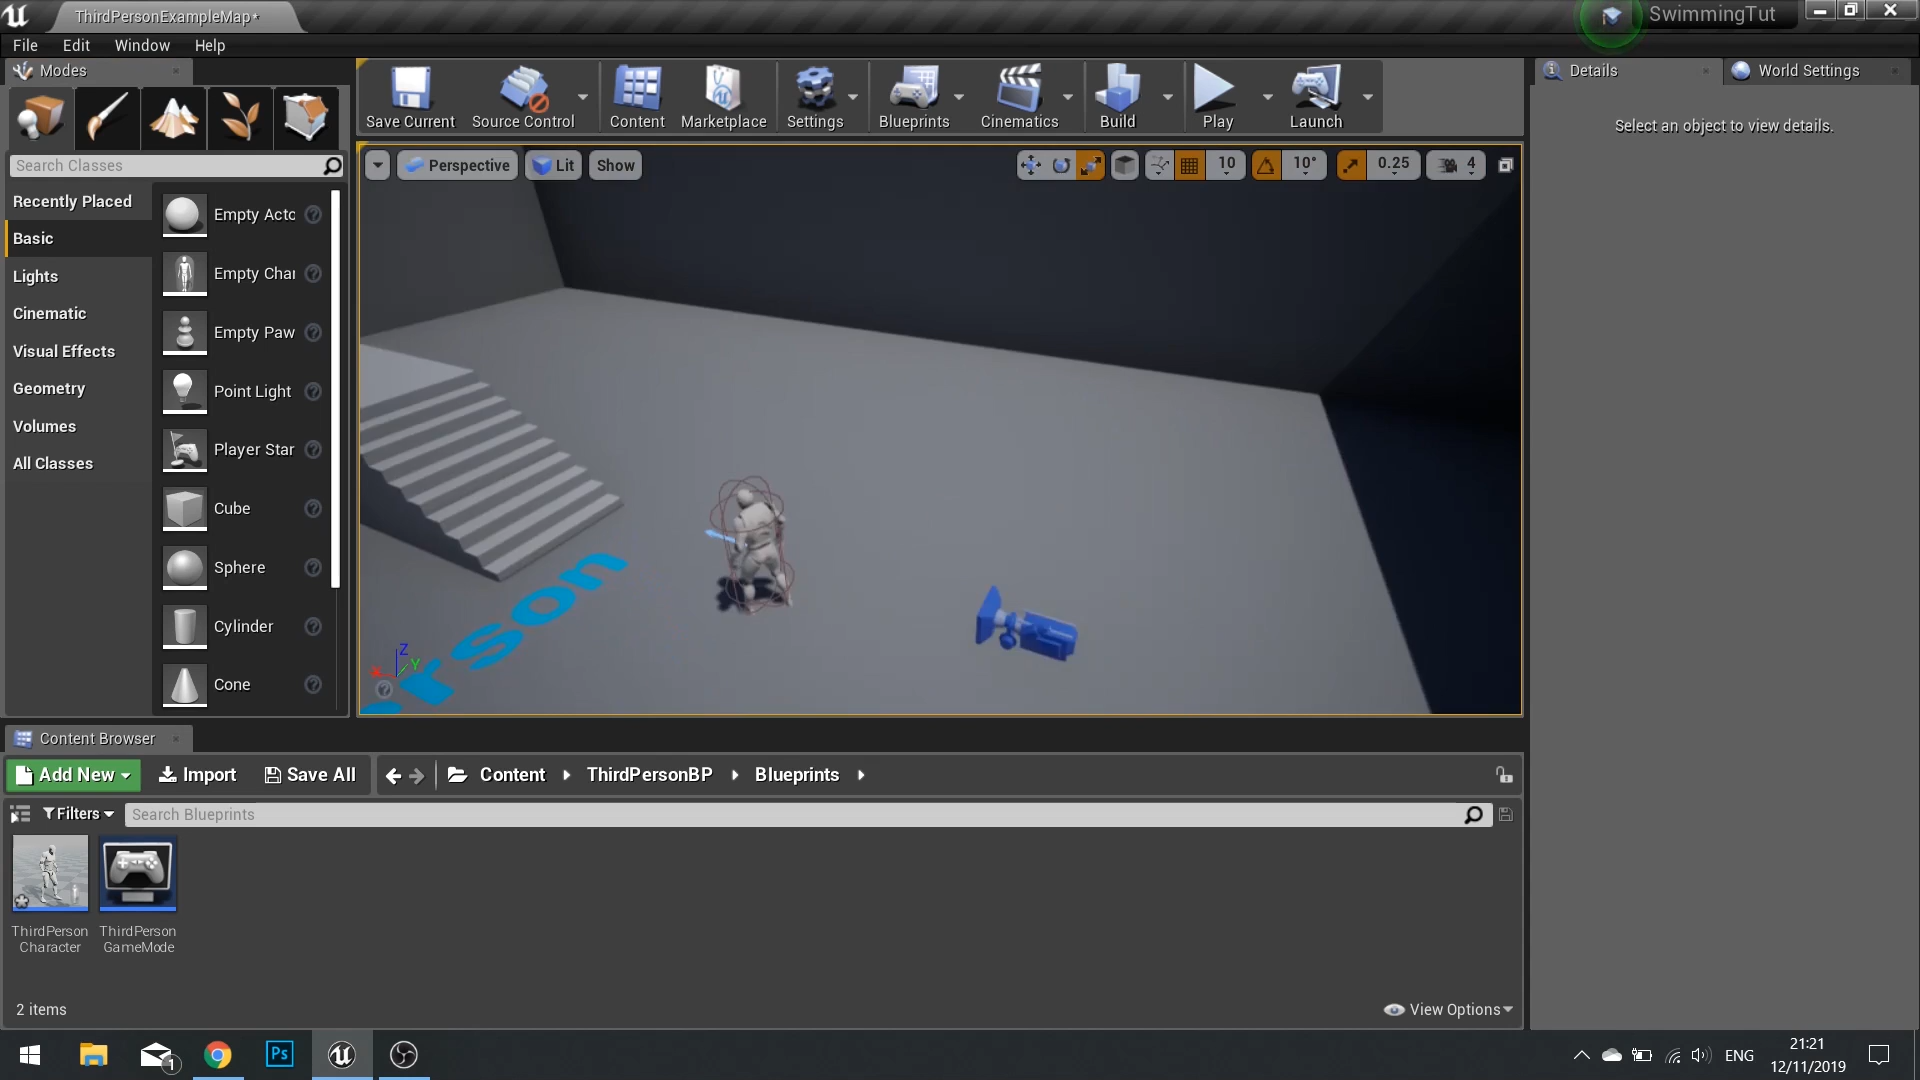 ThirdPersonExampleMap*
SwimmingTut
File Edit Window Help
Modes
Details
World Settings
Save Current
Source Control
Content
Marketplace
Settings
Blueprints
Cinematics
Build
Play
Launch
Select an object to view details.
Search Classes
Perspective
Lit
Show
10
10°
0.25
4
Recently Placed
Basic
Lights
Cinematic
Visual Effects
Geometry
Volumes
All Classes
Empty Acto
Empty Char
Empty Paw
Point Light
Player Star
Cube
Sphere
Cylinder
Cone
rson
Z
Y
Content Browser
Add New
Import
Save All
Content
ThirdPersonBP
Blueprints
Filters
Search Blueprints
ThirdPerson
Character
ThirdPerson
GameMode
2 items
View Options
1
Ps
ENG
21:21
12/11/2019